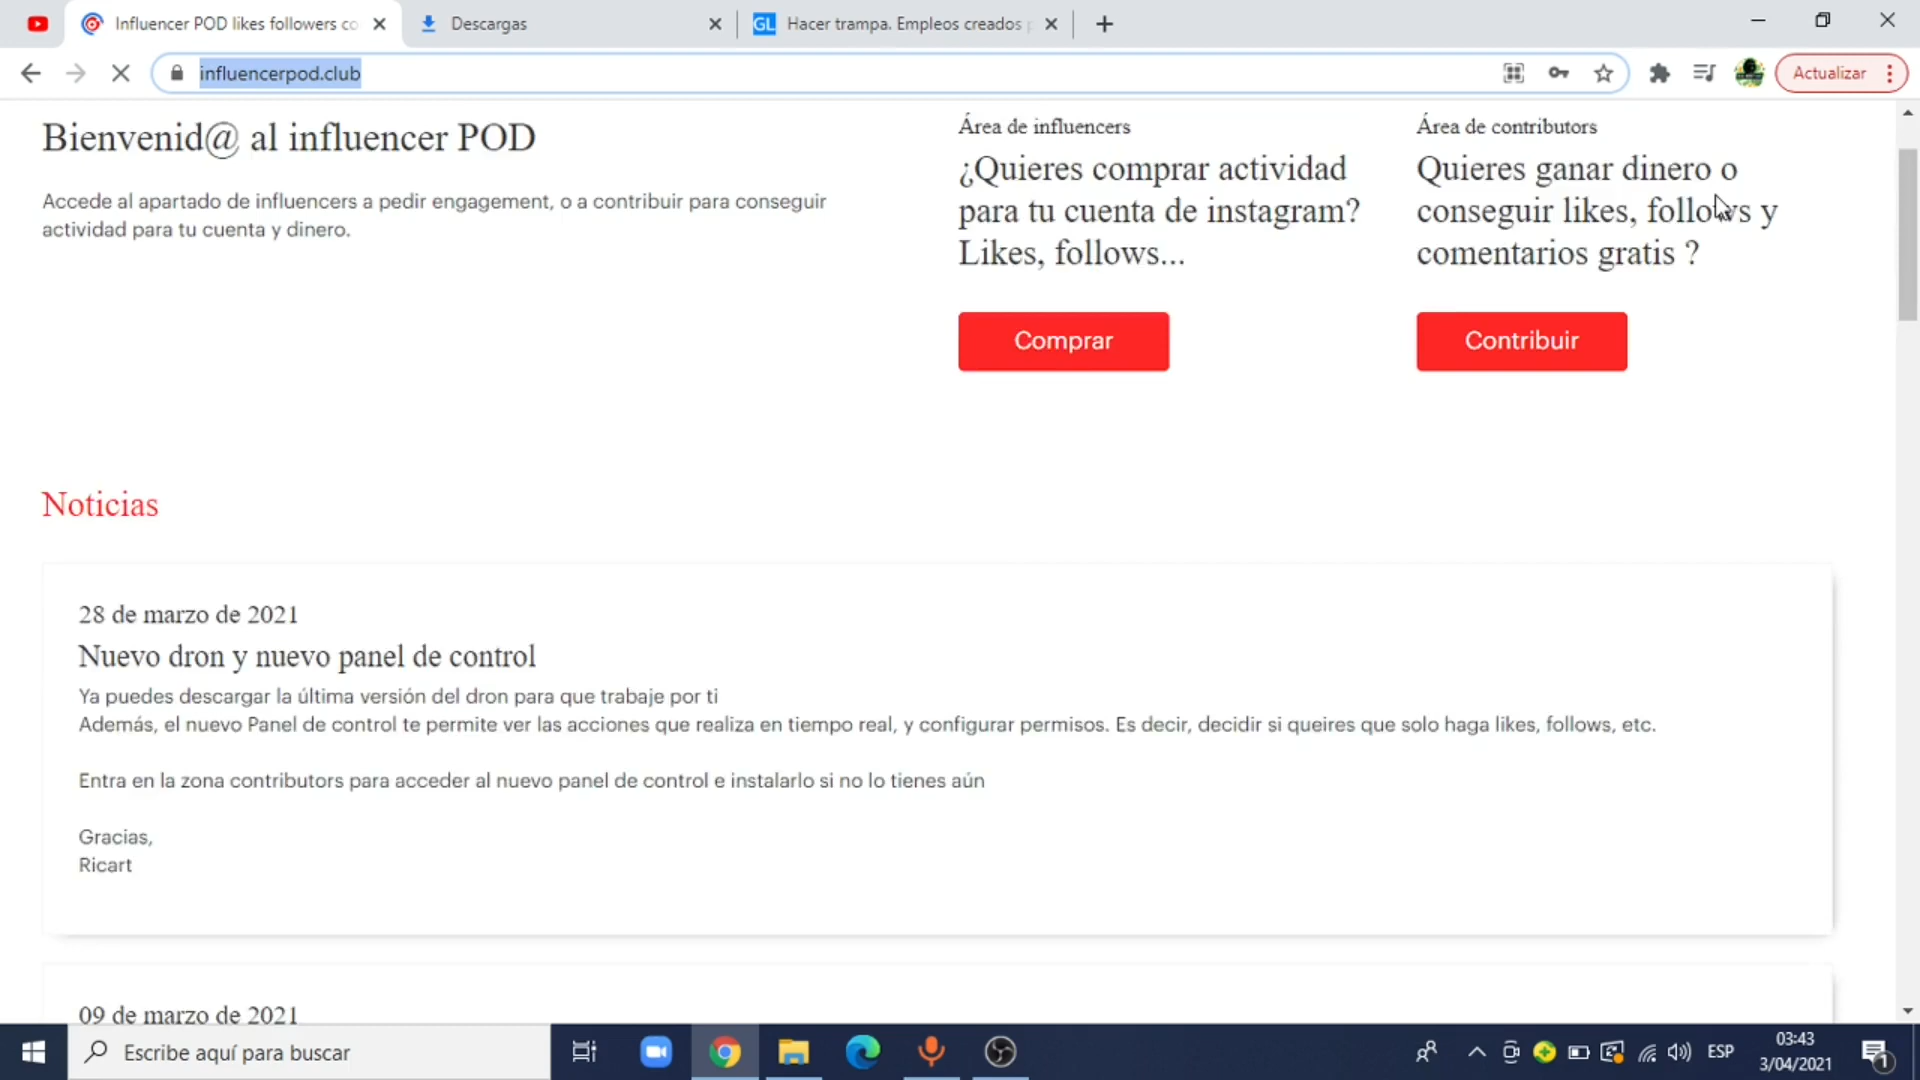 Influencer POD likes followers co
Descargas
GL
Hacer trampa. Empleos creados
influencerpod.club
Actualizar
Bienvenid@ al influencer POD
Accede al apartado de influencers a pedir engagement, o a contribuir para conseguir
actividad para tu cuenta y dinero.
Área de influencers
¿Quieres comprar actividad
para tu cuenta de instagram?
Likes, follows...
Comprar
Área de contributors
Quieres ganar dinero o
conseguir likes, follows y
comentarios gratis ?
Contribuir
Noticias
28 de marzo de 2021
Nuevo dron y nuevo panel de control
Ya puedes descargar la última versión del dron para que trabaje por ti
Además, el nuevo Panel de control te permite ver las acciones que realiza en tiempo real, y configurar permisos. Es decir, decidir si queires que solo haga likes, follows, etc.
Entra en la zona contributors para acceder al nuevo panel de control e instalarlo si no lo tienes aún
Gracias,
Ricart
09 de marzo de 2021
Escribe aquí para buscar
ESP
03:43
3/04/2021
1